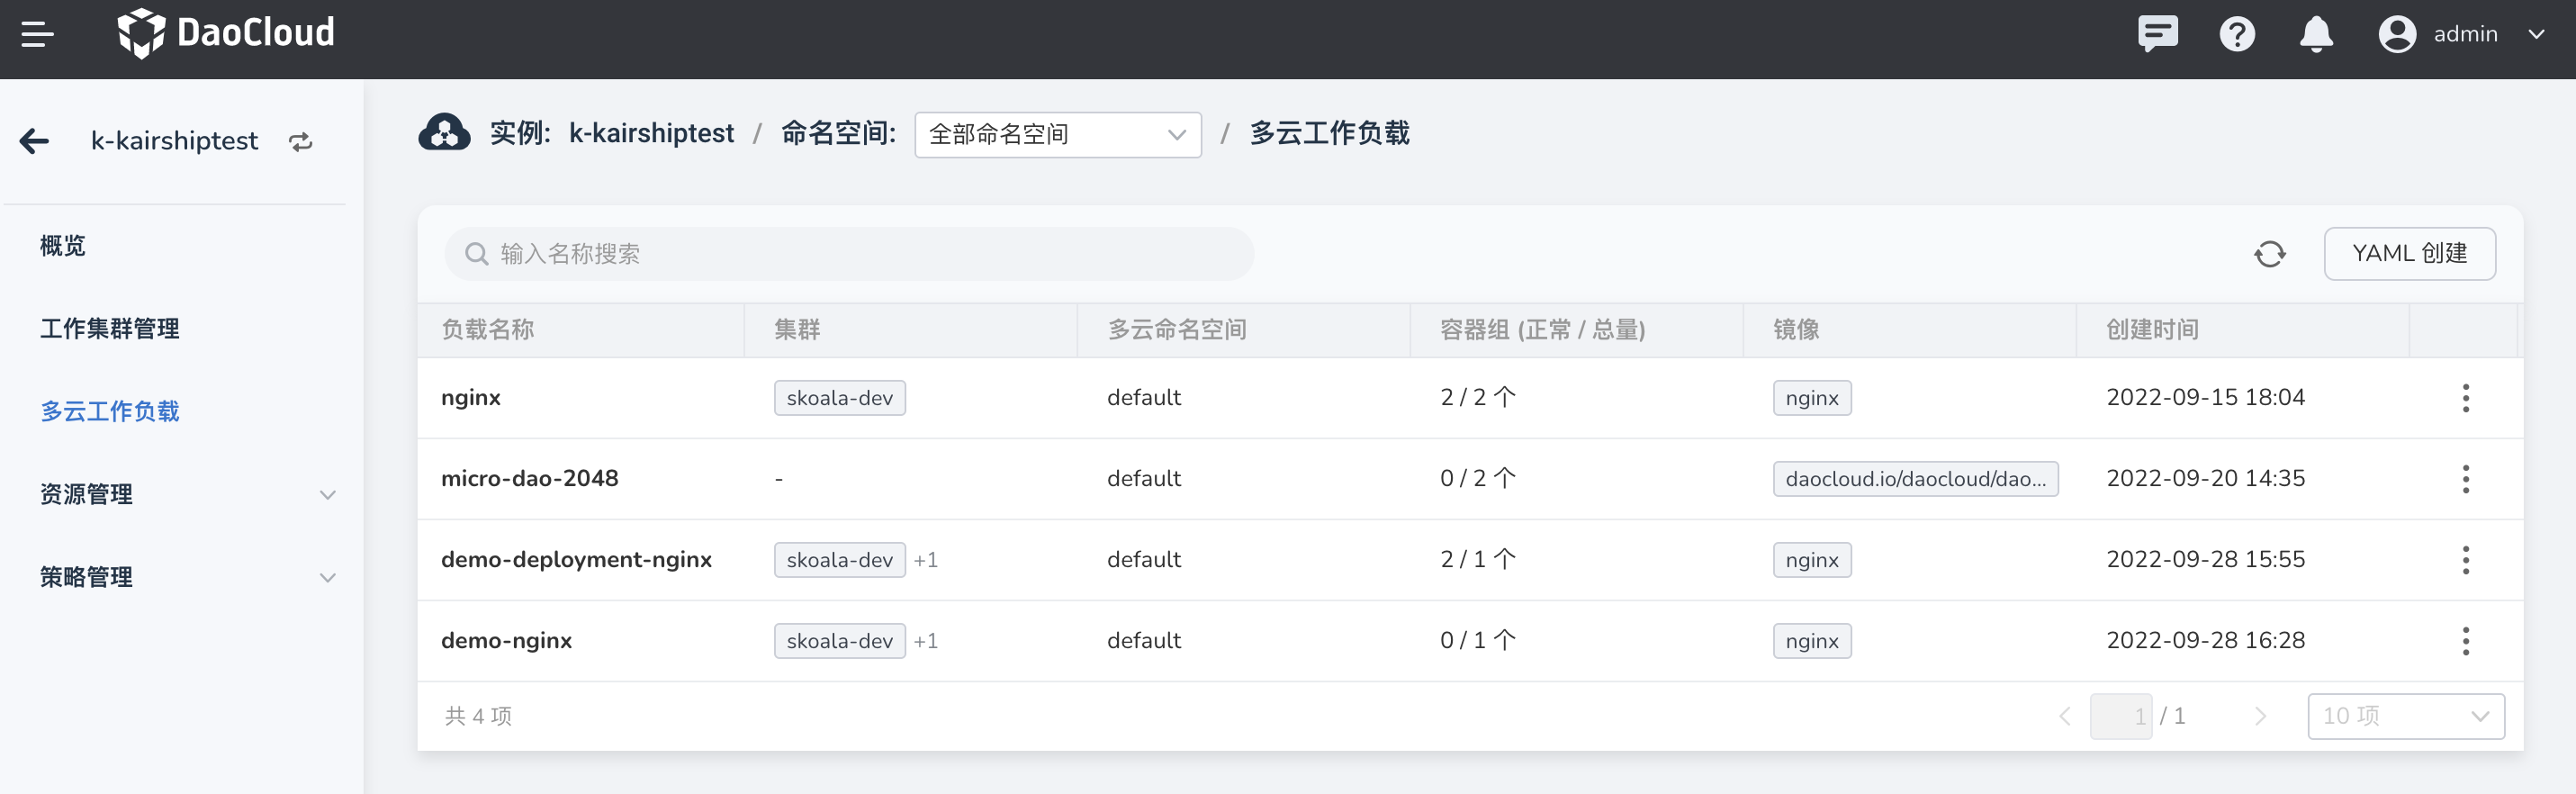 DaoCloud
admin
k-kairshiptest
概览
工作集群管理
多云工作负载
资源管理
策略管理
实例: k-kairshiptest / 命名空间: 全部命名空间 / 多云工作负载
输入名称搜索
YAML 创建
负载名称 集群 多云命名空间 容器组 (正常 / 总量) 镜像 创建时间
nginx skoala-dev default 2 / 2 个 nginx 2022-09-15 18:04
micro-dao-2048 - default 0 / 2 个 daocloud.io/daocloud/dao... 2022-09-20 14:35
demo-deployment-nginx skoala-dev +1 default 2 / 1 个 nginx 2022-09-28 15:55
demo-nginx skoala-dev +1 default 0 / 1 个 nginx 2022-09-28 16:28
共 4 项
1 / 1
10 项